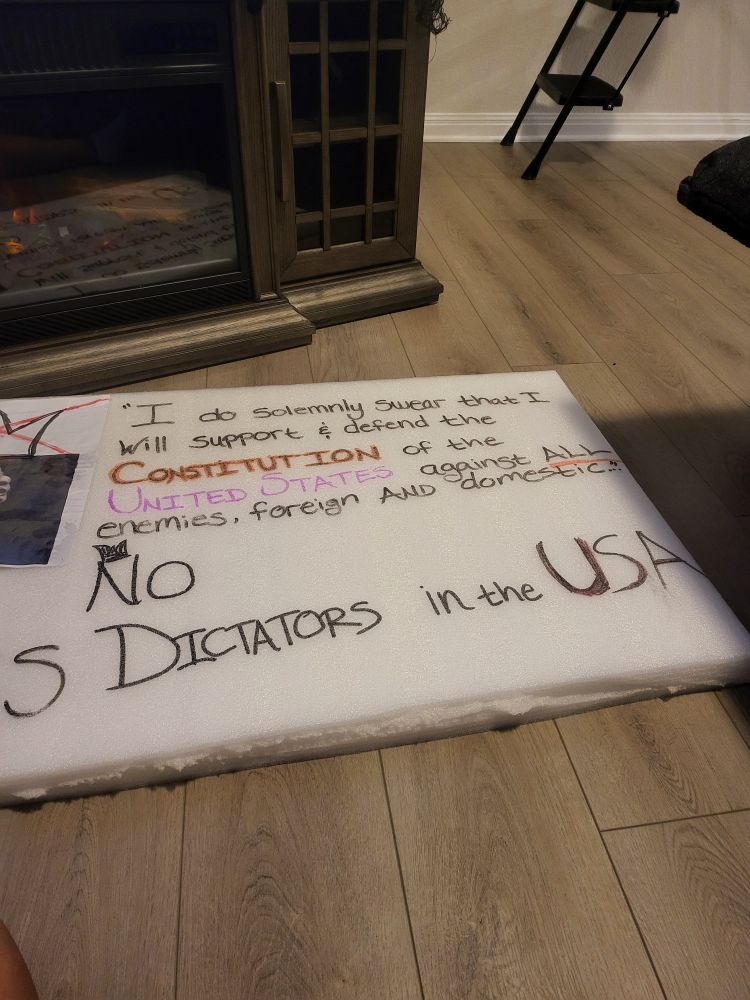 "I do solemnly swear that I
will support & defend the
CONSTITUTION of the
UNITED STATES against ALL
enemies, foreign AND domestic..."
NO
S DICTATORS in the USA